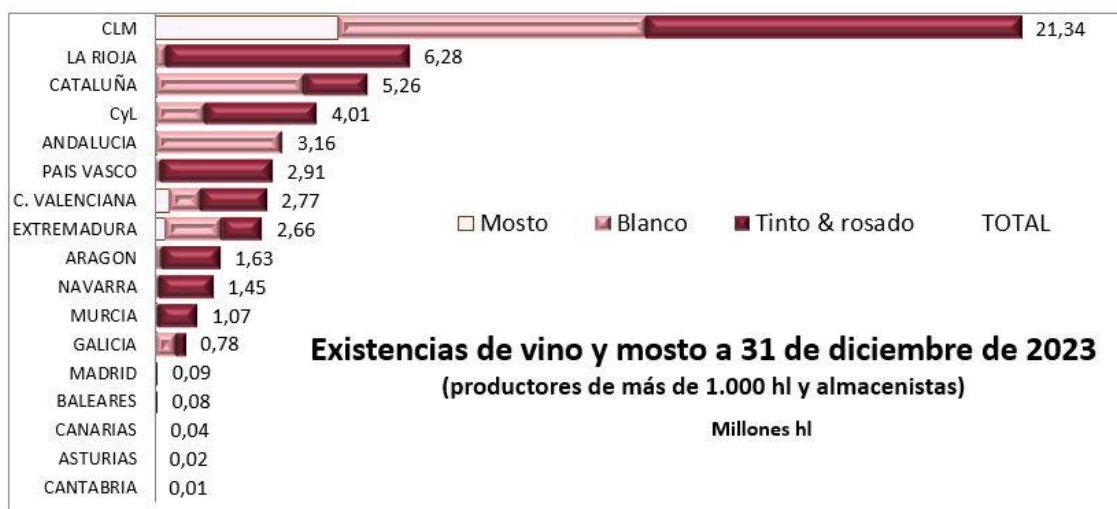 CLM 21,34
LA RIOJA 6,28
CATALUÑA 5,26
CyL 4,01
ANDALUCIA 3,16
PAIS VASCO 2,91
C. VALENCIANA 2,77
EXTREMADURA 2,66
Mosto Blanco Tinto & rosado TOTAL
ARAGON 1,63
NAVARRA 1,45
MURCIA 1,07
GALICIA 0,78
MADRID 0,09
BALEARES 0,08
CANARIAS 0,04
ASTURIAS 0,02
CANTABRIA 0,01
Existencias de vino y mosto a 31 de diciembre de 2023
(productores de más de 1.000 hl y almacenistas)
Millones hl